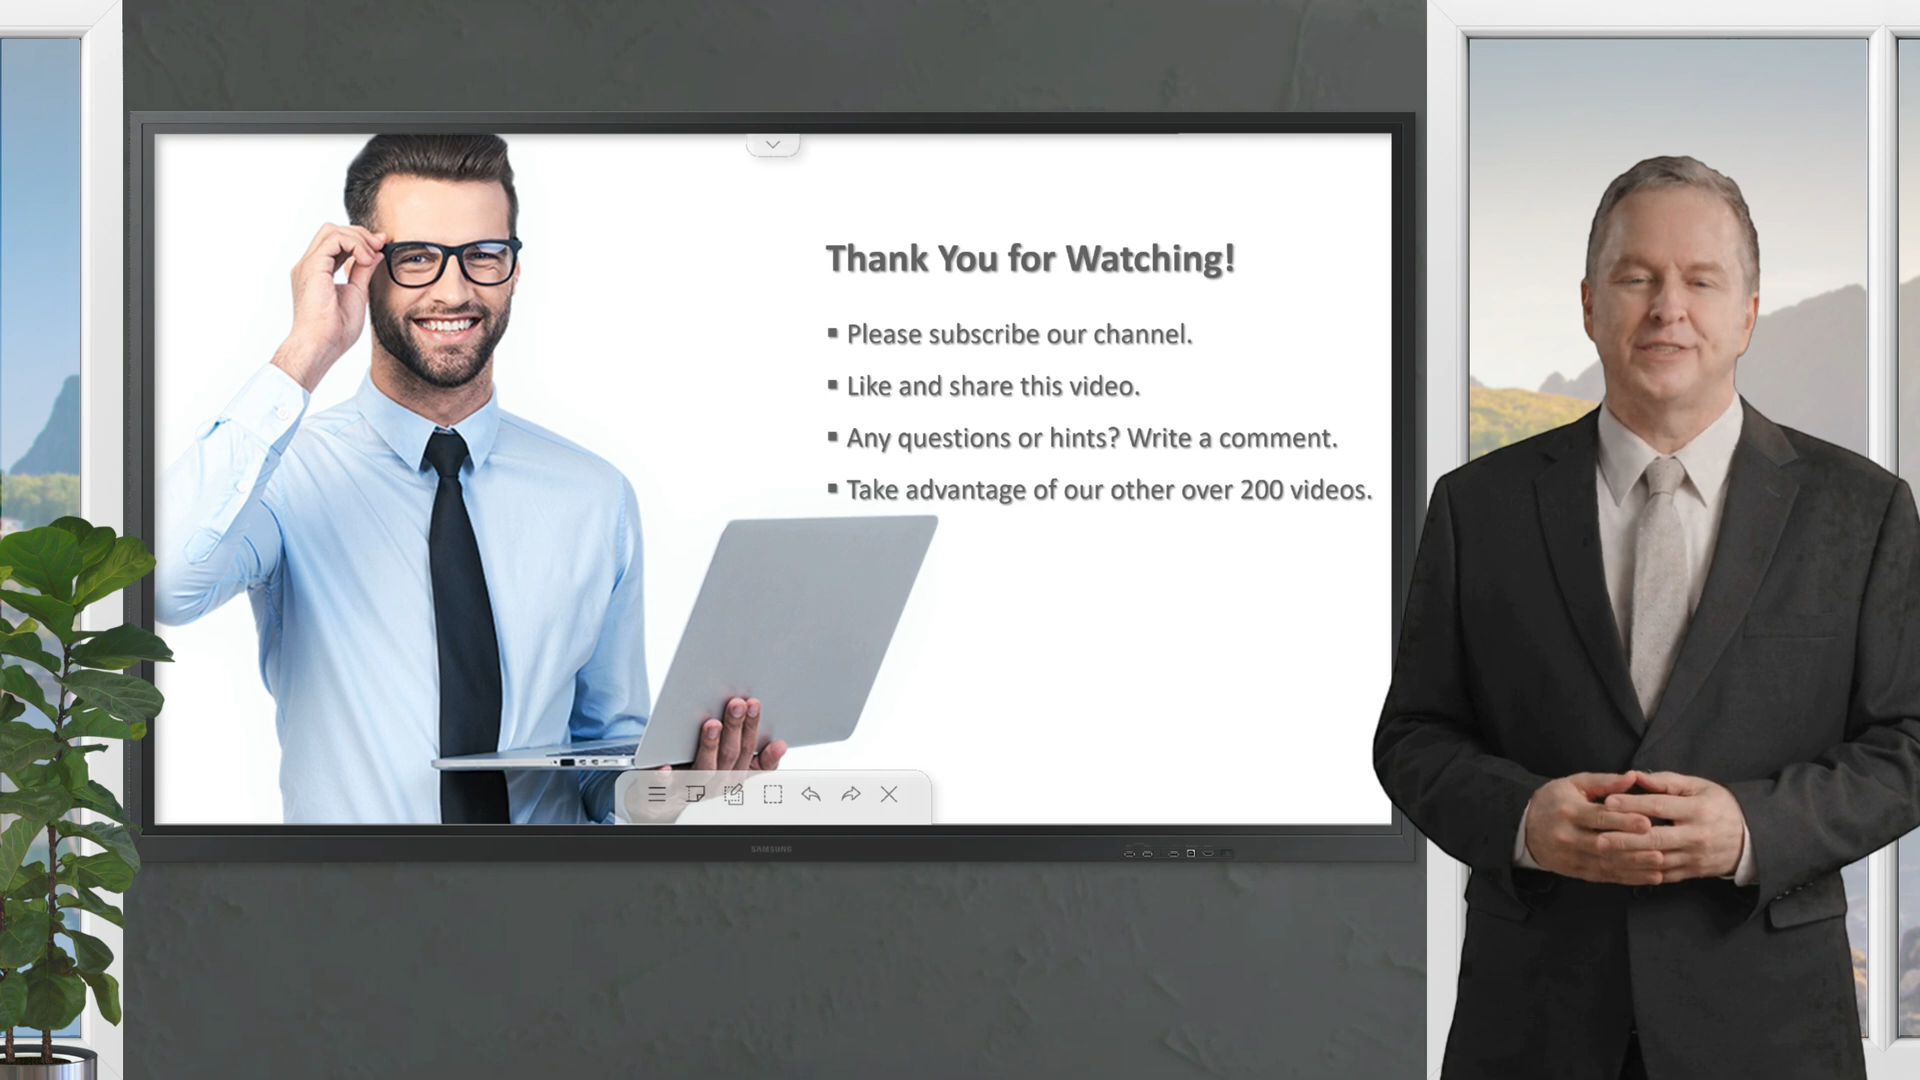 Thank You for Watching!
▪ Please subscribe our channel.
▪ Like and share this video.
▪ Any questions or hints? Write a comment.
▪ Take advantage of our other over 200 videos.
SAMSUNG